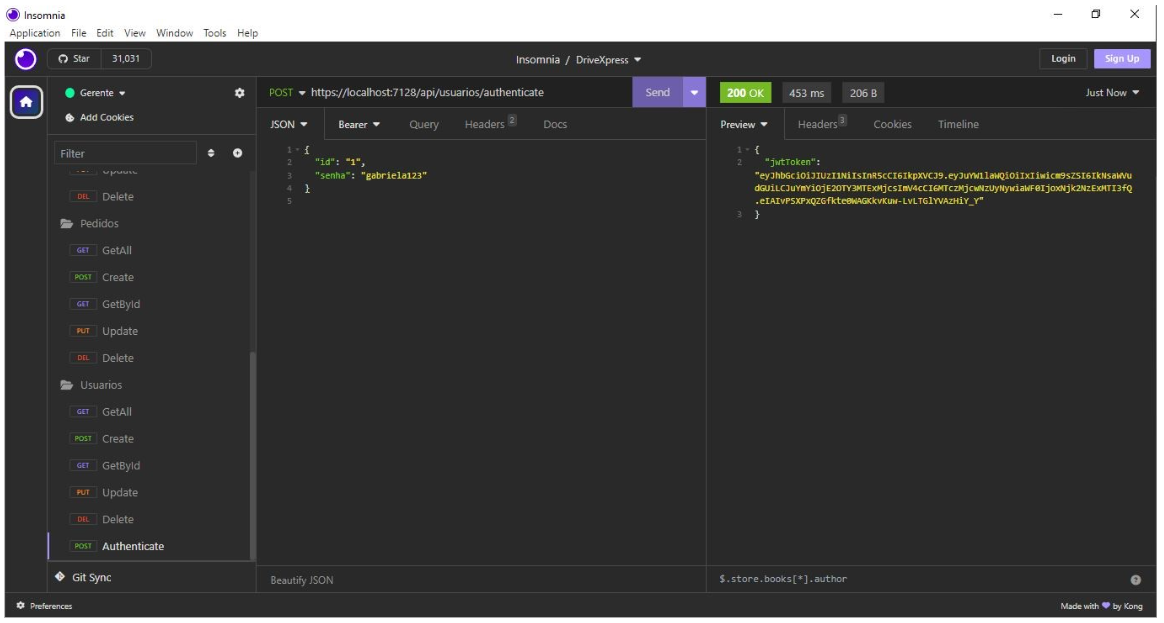 Insomnia
Application File Edit View Window Tools Help
Star 31,031
Insomnia / DriveXpress
Login Sign Up
Gerente
Add Cookies
Filter
Update
DEL Delete
Pedidos
GET GetAll
POST Create
GET GetById
PUT Update
DEL Delete
Usuarios
GET GetAll
POST Create
GET GetById
PUT Update
DEL Delete
POST Authenticate
Git Sync
Preferences
POST https://localhost:7128/api/usuarios/authenticate Send
JSON Bearer Query Headers 2 Docs
1 {
2 "id": "1",
3 "senha": "gabriela123"
4 }
5
Beautify JSON
200 OK 453 ms 206 B Just Now
Preview Headers 3 Cookies Timeline
1 {
2 "jwtToken":
3 }
$.store.books[*].author
Made with by Kong